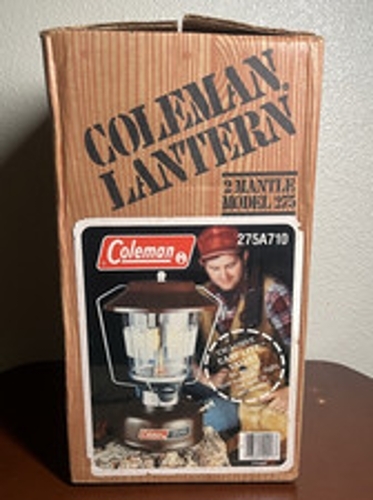 COLEMAN
LANTERN
2 MANTLE
MODEL 275
Coleman
275A710